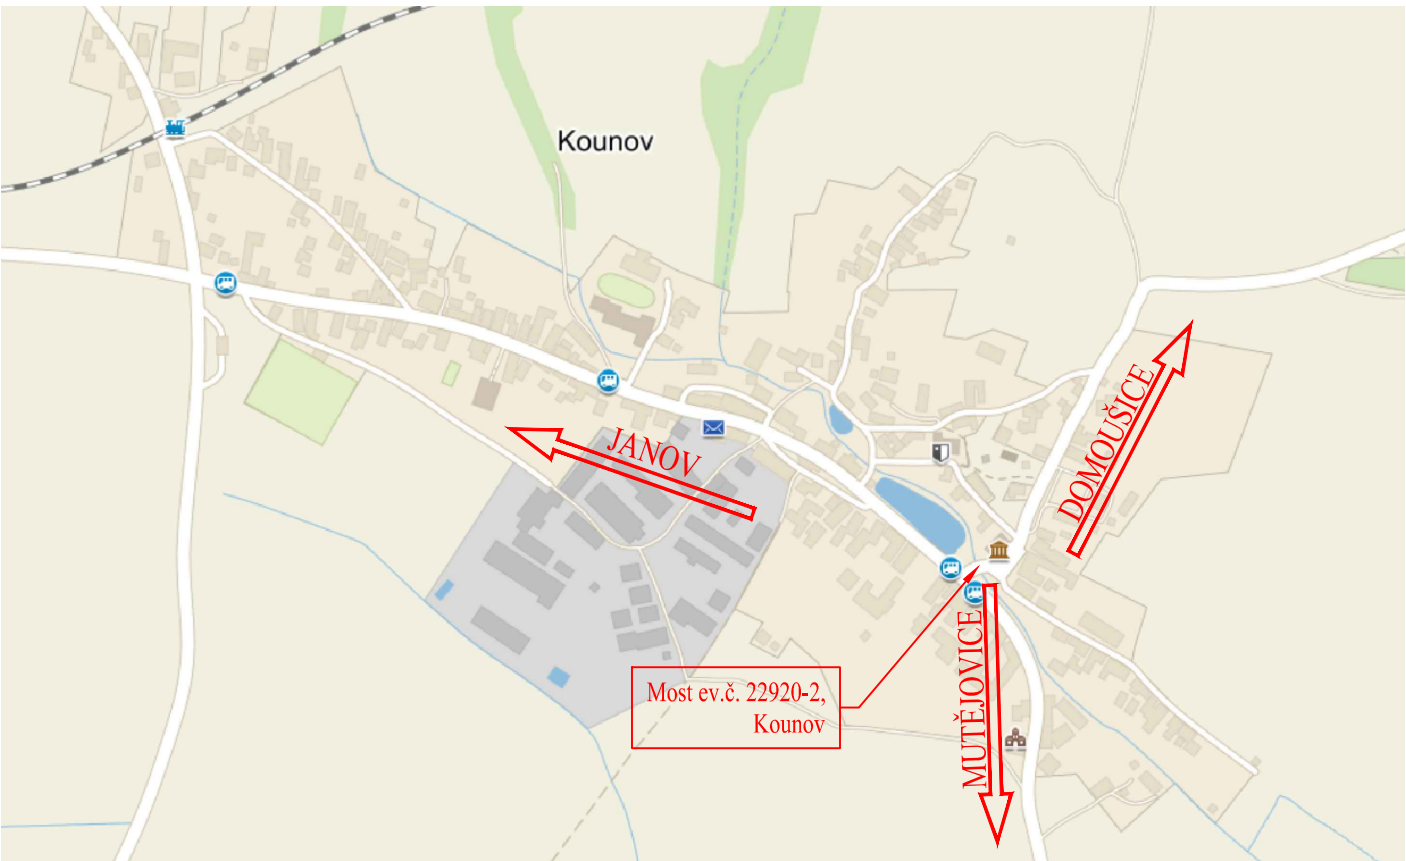 Kounov
JANOV
DOMOUŠICE
MUTĚJOVICE
Most ev.č. 22920-2,
Kounov